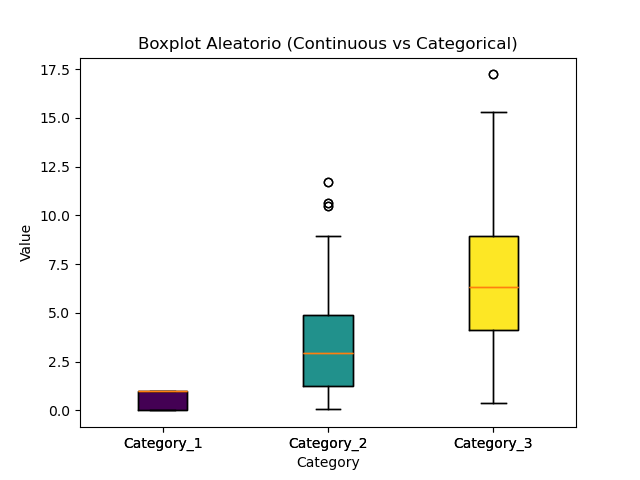 Boxplot Aleatorio (Continuous vs Categorical)
17.5
15.0
12.5
10.0
7.5
5.0
2.5
0.0
Value
Category_1
Category_2
Category_3
Category